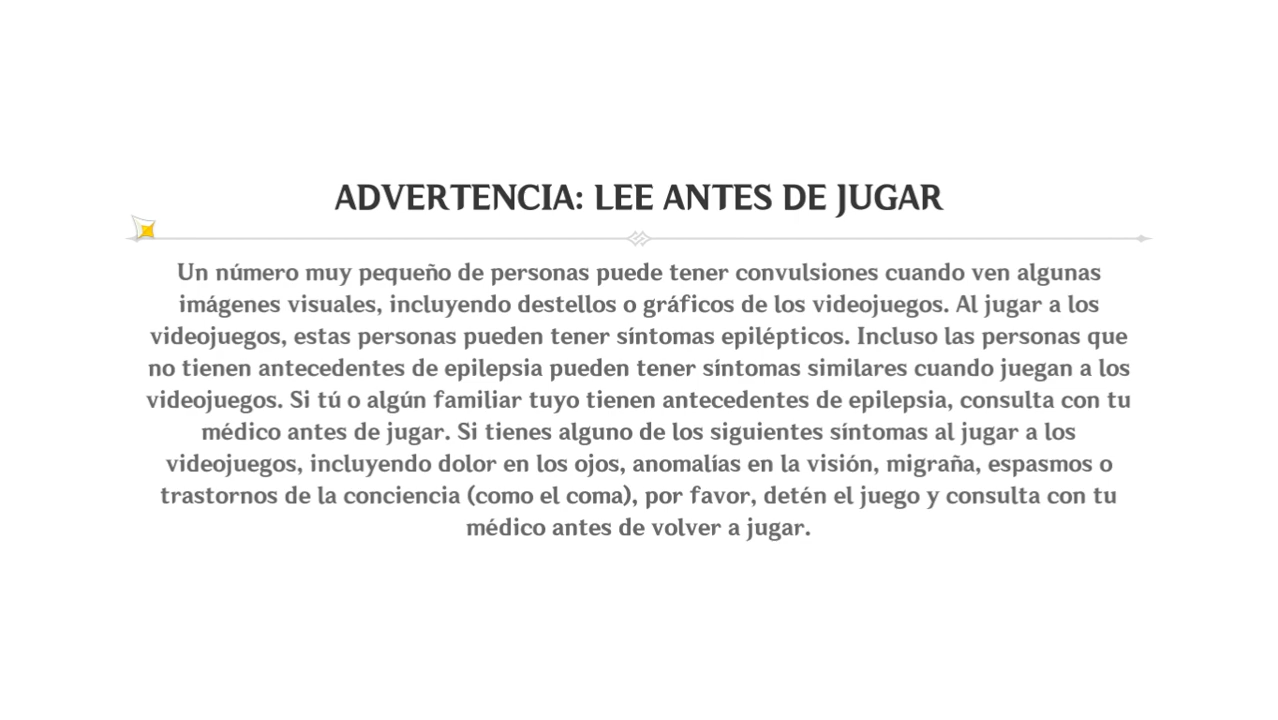 ADVERTENCIA: LEE ANTES DE JUGAR
Un número muy pequeño de personas puede tener convulsiones cuando ven algunas
imágenes visuales, incluyendo destellos o gráficos de los videojuegos. Al jugar a los
videojuegos, estas personas pueden tener síntomas epilépticos. Incluso las personas que
no tienen antecedentes de epilepsia pueden tener síntomas similares cuando juegan a los
videojuegos. Si tú o algún familiar tuyo tienen antecedentes de epilepsia, consulta con tu
médico antes de jugar. Si tienes alguno de los siguientes síntomas al jugar a los
videojuegos, incluyendo dolor en los ojos, anomalías en la visión, migraña, espasmos o
trastornos de la conciencia (como el coma), por favor, detén el juego y consulta con tu
médico antes de volver a jugar.